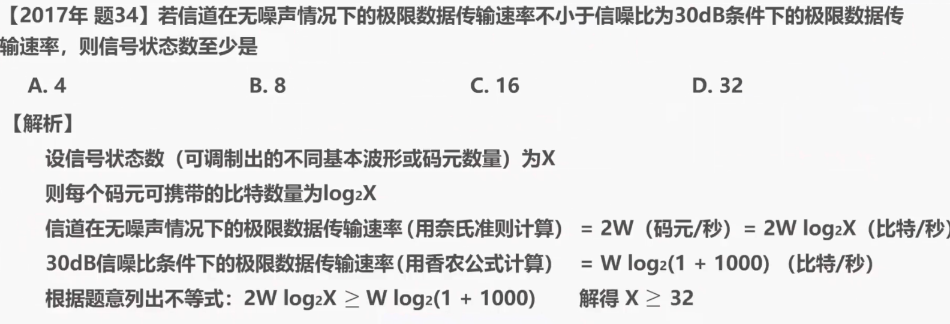 【2017年 题34】若信道在无噪声情况下的极限数据传输速率不小于信噪比为30dB条件下的极限数据传
输速率，则信号状态数至少是
A. 4 B. 8 C. 16 D. 32
【解析】
设信号状态数（可调制出的不同基本波形或码元数量）为X
则每个码元可携带的比特数量为log₂X
信道在无噪声情况下的极限数据传输速率（用奈氏准则计算） = 2W（码元/秒）= 2W log₂X（比特/秒）
30dB信噪比条件下的极限数据传输速率（用香农公式计算） = W log₂(1 + 1000) （比特/秒）
根据题意列出不等式：2W log₂X ≥ W log₂(1 + 1000) 解得 X ≥ 32